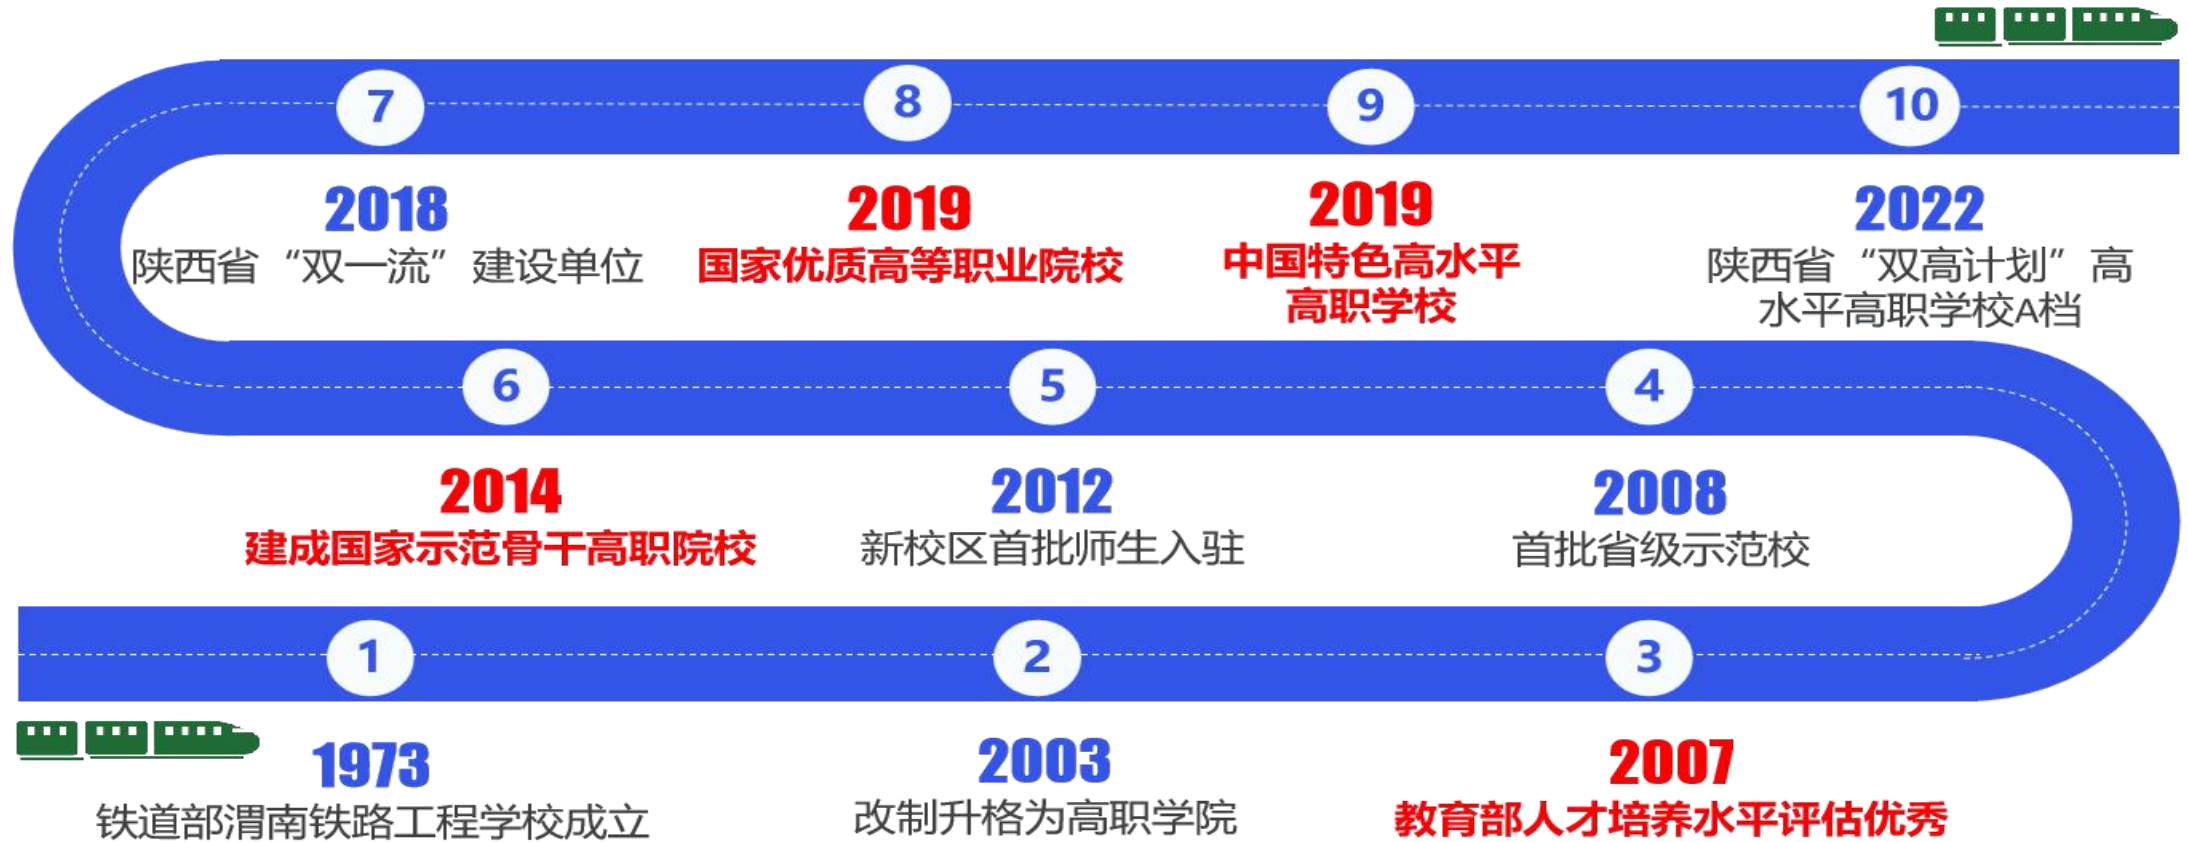 7
8
9
10
2018
陕西省“双一流”建设单位
2019
国家优质高等职业院校
2019
中国特色高水平
高职学校
2022
陕西省“双高计划”高
水平高职学校A档
6
5
4
2014
建成国家示范骨干高职院校
2012
新校区首批师生入驻
2008
首批省级示范校
1
2
3
1973
铁道部渭南铁路工程学校成立
2003
改制升格为高职学院
2007
教育部人才培养水平评估优秀